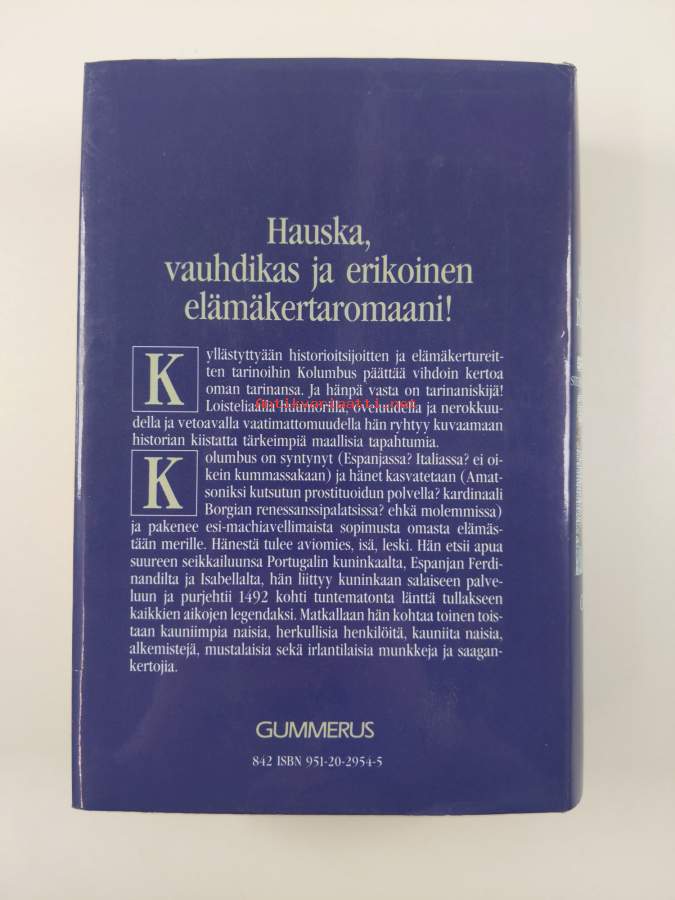 Hauska,
vauhdikas ja erikoinen
elämäkertaromaani!
Kyllästyttyään historioitsijoitten ja elämäkertureit-
ten tarinoihin Kolumbus päättää vihdoin kertoa
oman tarinansa. Ja hänpä vasta on tarinaniskijä!
Loisteliaalla huumorilla, oveluudella ja nerokkuu-
della ja vetoavalla vaatimattomuudella hän ryhtyy kuvaamaan
historian kiistatta tärkeimpiä maallisia tapahtumia.
Kolumbus on syntynyt (Espanjassa? Italiassa? ei oi-
kein kummassakaan) ja hänet kasvatetaan (Amat-
soniksi kutsutun prostituoidun polvella? kardinaali
Borgian renessanssipalatsissa? ehkä molemmissa)
ja pakenee esi-machiavellimaista sopimusta omasta elämäs-
tään merille. Hänestä tulee aviomies, isä, leski. Hän etsii apua
suureen seikkailuunsa Portugalin kuninkaalta, Espanjan Ferdi-
nandilta ja Isabellalta, hän liittyy kuninkaan salaiseen palve-
luun ja purjehtii 1492 kohti tuntematonta länttä tullakseen
kaikkien aikojen legendaksi. Matkallaan hän kohtaa toinen tois-
taan kauniimpia naisia, herkullisia henkilöitä, kauniita naisia,
alkemistejä, mustalaisia sekä irlantilaisia munkkeja ja saagan-
kertojia.
GUMMERUS
842 ISBN 951-20-2954-5
antikvariaatti.net